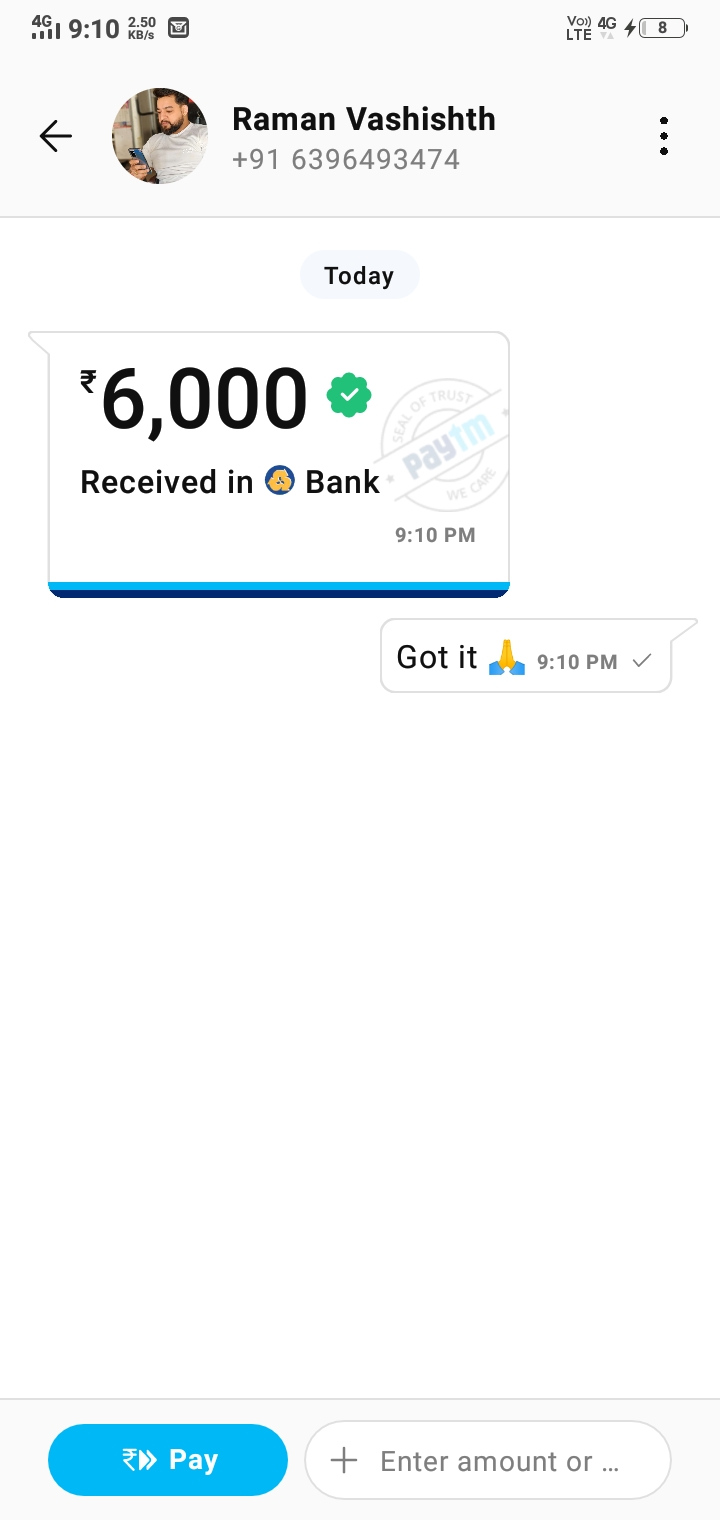 4G 9:10 2.50 KB/s Vo)) LTE 4G 8
Raman Vashishth
+91 6396493474
Today
₹6,000
SEAL OF TRUST
paytm
WE CARE
Received in Bank
9:10 PM
Got it 🙏 9:10 PM
₹ Pay
+ Enter amount or ...